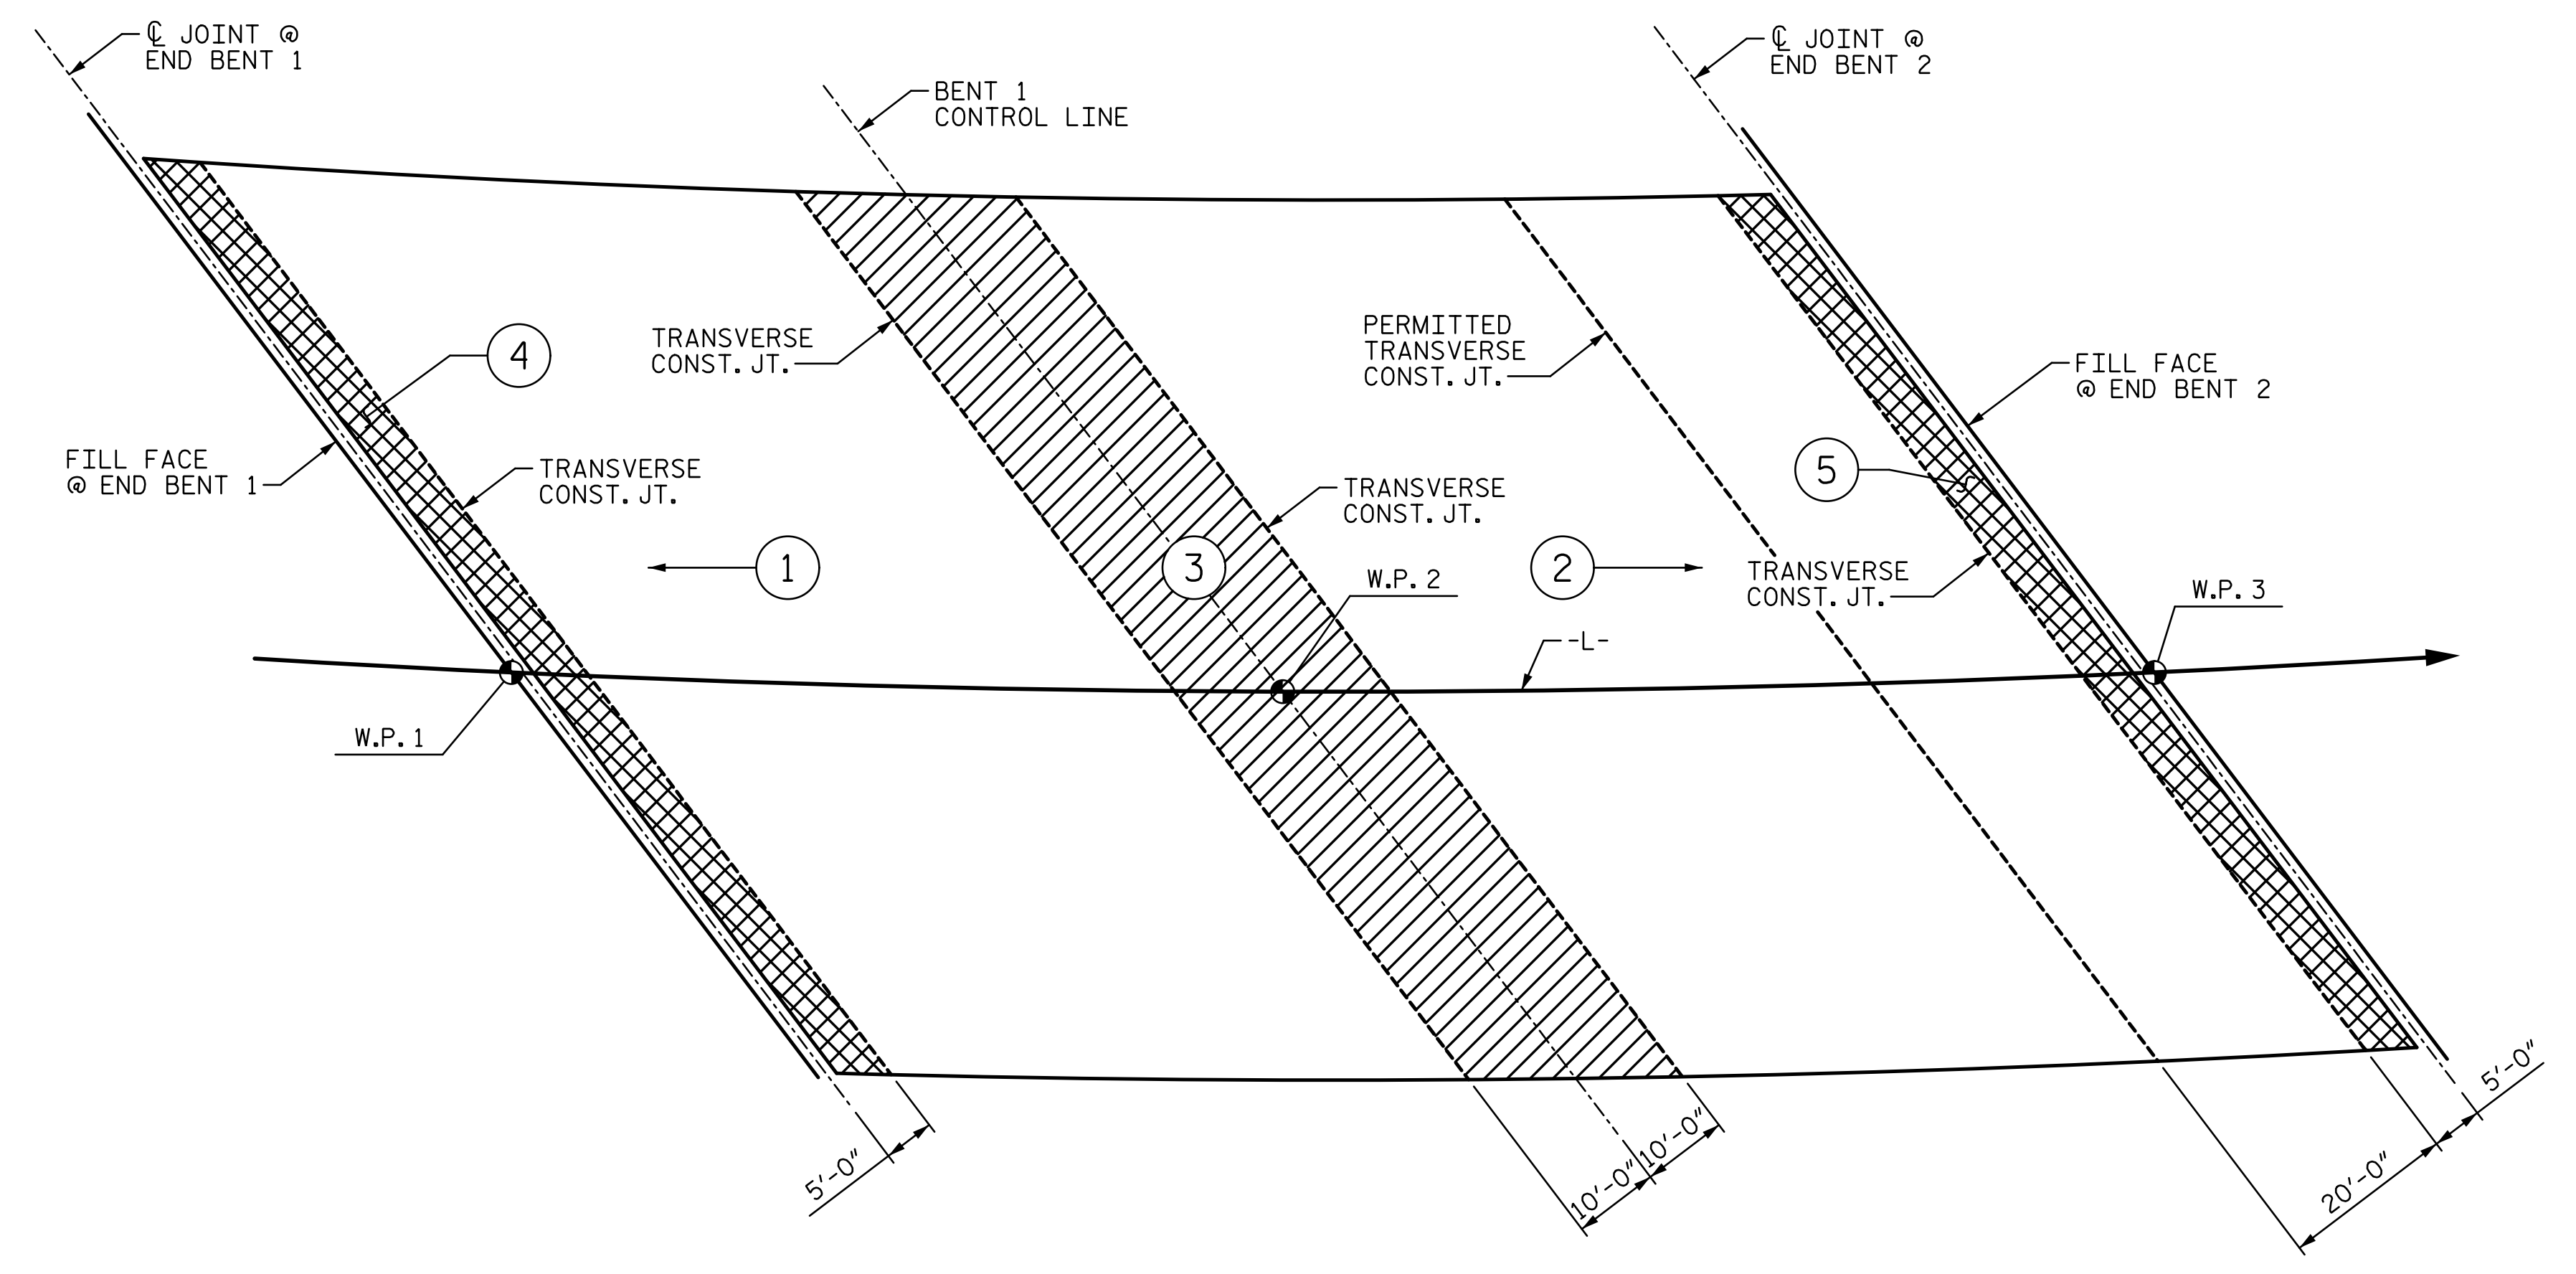 ℄ JOINT @
END BENT 1
℄ JOINT @
END BENT 2
BENT 1
CONTROL LINE
TRANSVERSE
CONST. JT.
PERMITTED
TRANSVERSE
CONST. JT.
4
FILL FACE
@ END BENT 2
FILL FACE
@ END BENT 1
TRANSVERSE
CONST. JT.
5
TRANSVERSE
CONST. JT.
1
3
2
W.P. 2
TRANSVERSE
CONST. JT.
W.P. 3
-L-
W.P. 1
5'-0"
10'-0"
10'-0"
20'-0"
5'-0"